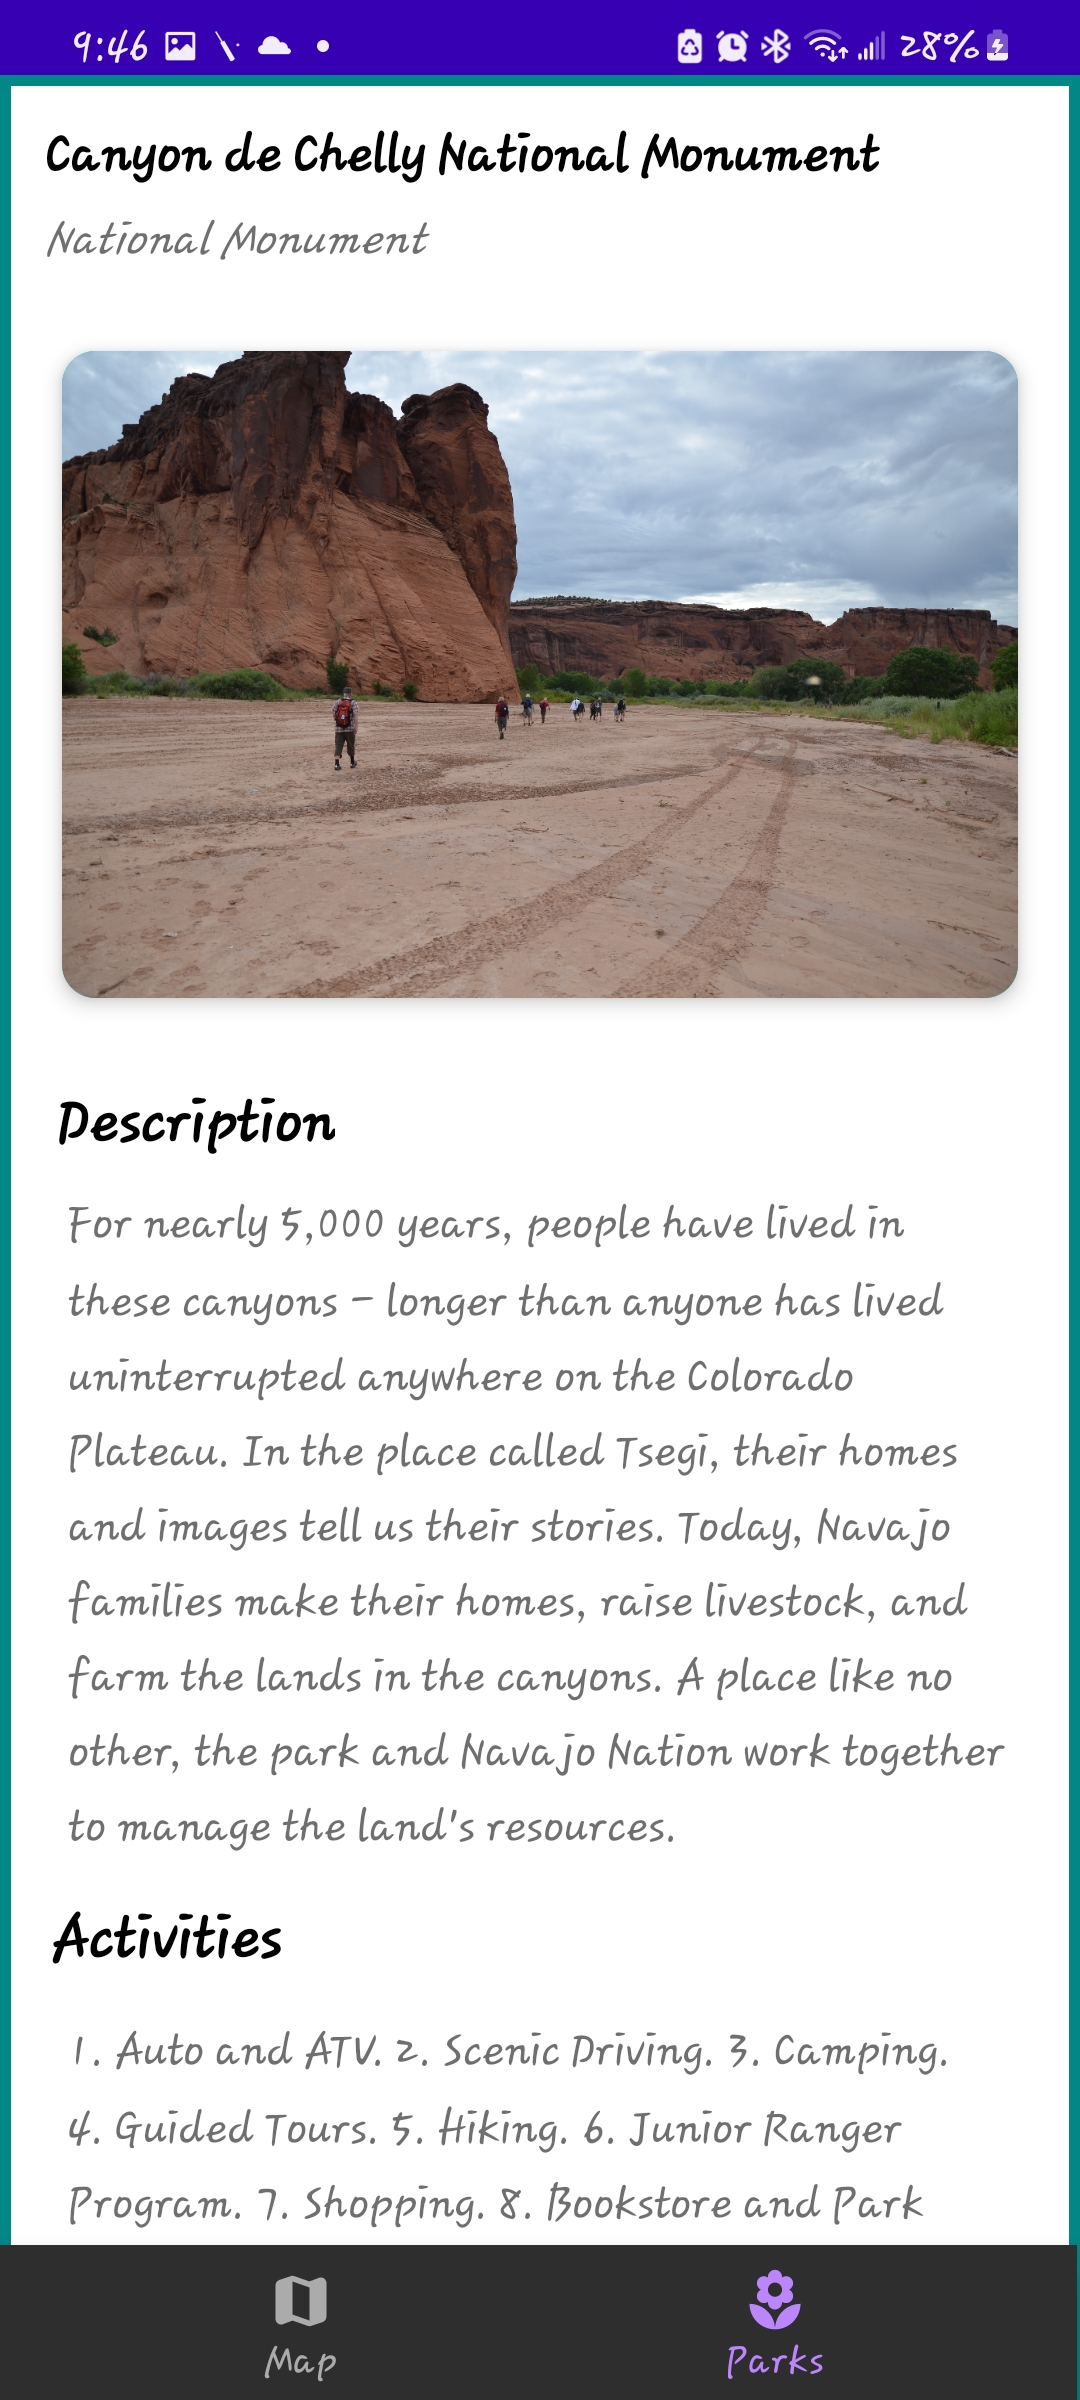 9:46 28%
Canyon de Chelly National Monument
National Monument
Description
For nearly 5,000 years, people have lived in
these canyons – longer than anyone has lived
uninterrupted anywhere on the Colorado
Plateau. In the place called Tsegi, their homes
and images tell us their stories. Today, Navajo
families make their homes, raise livestock, and
farm the lands in the canyons. A place like no
other, the park and Navajo Nation work together
to manage the land's resources.
Activities
1. Auto and ATV. 2. Scenic Driving. 3. Camping.
4. Guided Tours. 5. Hiking. 6. Junior Ranger
Program. 7. Shopping. 8. Bookstore and Park
Map Parks